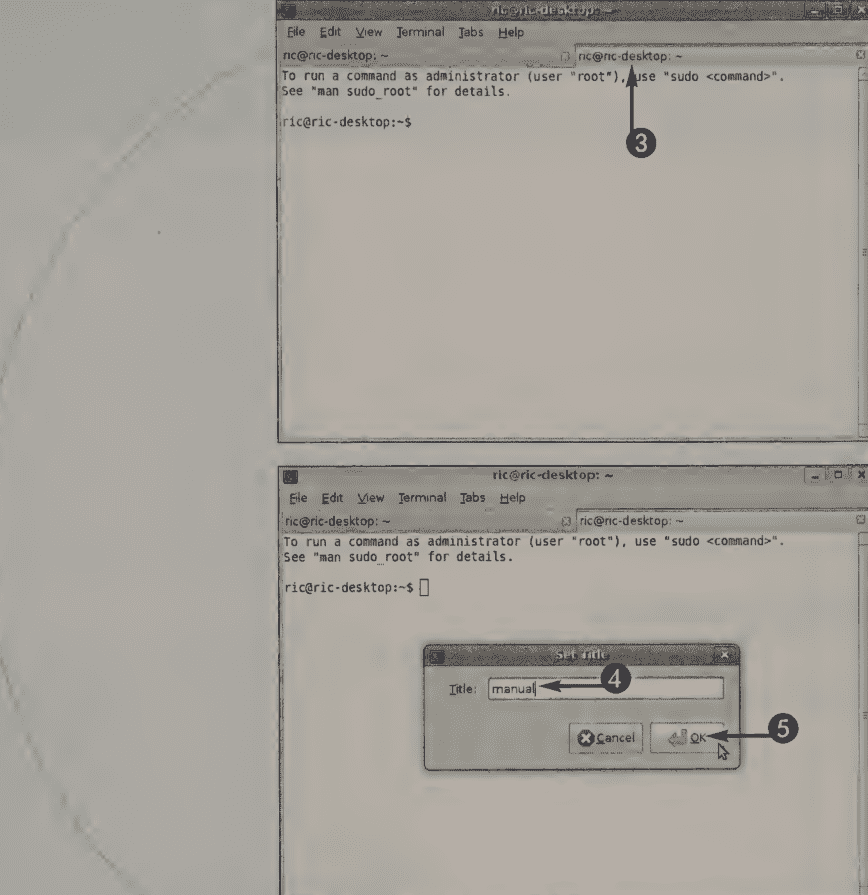 ric@ric-desktop: ~
File Edit View Terminal Tabs Help
ric@ric-desktop: ~ ric@ric-desktop: ~
To run a command as administrator (user "root"), use "sudo <command>".
See "man sudo_root" for details.
ric@ric-desktop:~$
3
ric@ric-desktop: ~
File Edit View Terminal Tabs Help
ric@ric-desktop: ~ ric@ric-desktop: ~
To run a command as administrator (user "root"), use "sudo <command>".
See "man sudo_root" for details.
ric@ric-desktop:~$
Set Title
Title: manual 4
Cancel OK 5